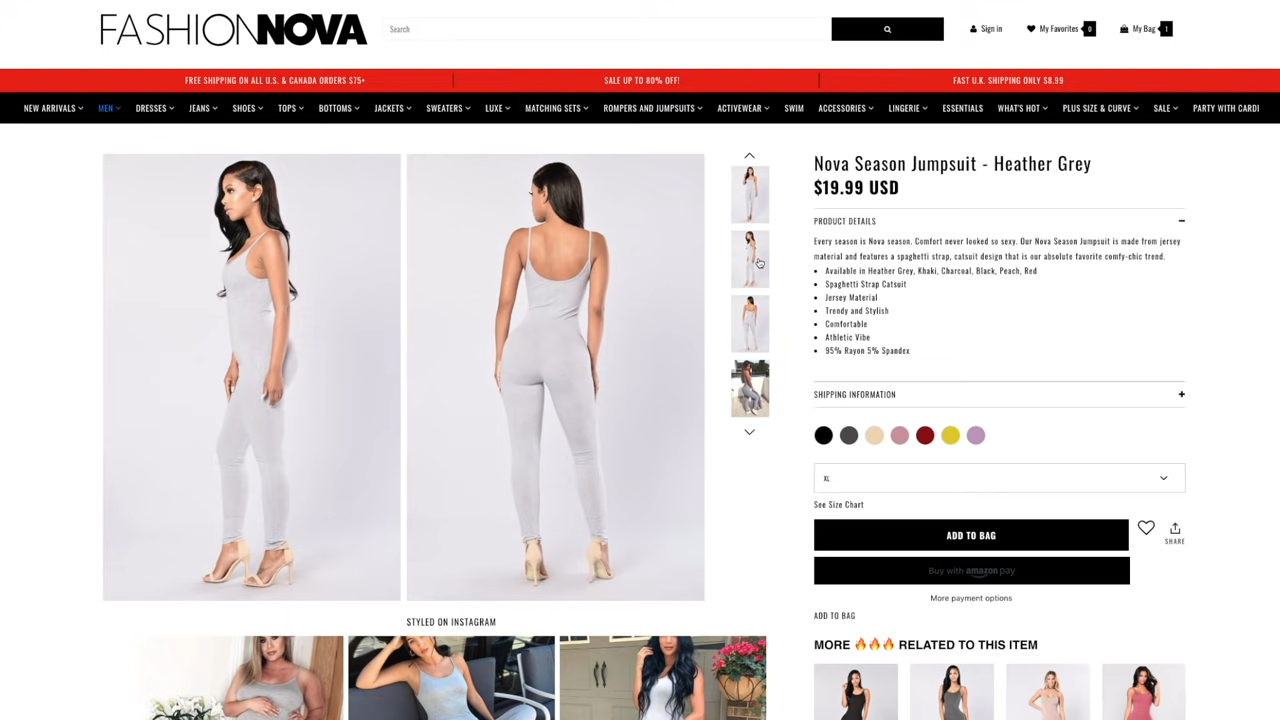 FASHIONNOVA
Search
Sign in
My Favorites 0
My Bag 1
FREE SHIPPING ON ALL U.S. & CANADA ORDERS $75+
SALE UP TO 80% OFF!
FAST U.K. SHIPPING ONLY $8.99
NEW ARRIVALS MEN DRESSES JEANS SHOES TOPS BOTTOMS JACKETS SWEATERS LUXE MATCHING SETS ROMPERS AND JUMPSUITS ACTIVEWEAR SWIM ACCESSORIES LINGERIE ESSENTIALS WHAT'S HOT PLUS SIZE & CURVE SALE PARTY WITH CARDI
Nova Season Jumpsuit - Heather Grey
$19.99 USD
PRODUCT DETAILS −
Every season is Nova season. Comfort never looked so sexy. Our Nova Season Jumpsuit is made from jersey
material and features a spaghetti strap, catsuit design that is our absolute favorite comfy-chic trend.
• Available in Heather Grey, Khaki, Charcoal, Black, Peach, Red
• Spaghetti Strap Catsuit
• Jersey Material
• Trendy and Stylish
• Comfortable
• Athletic Vibe
• 95% Rayon 5% Spandex
SHIPPING INFORMATION +
XL
See Size Chart
ADD TO BAG
SHARE
Buy with amazon pay
More payment options
ADD TO BAG
MORE 🔥🔥🔥 RELATED TO THIS ITEM
STYLED ON INSTAGRAM